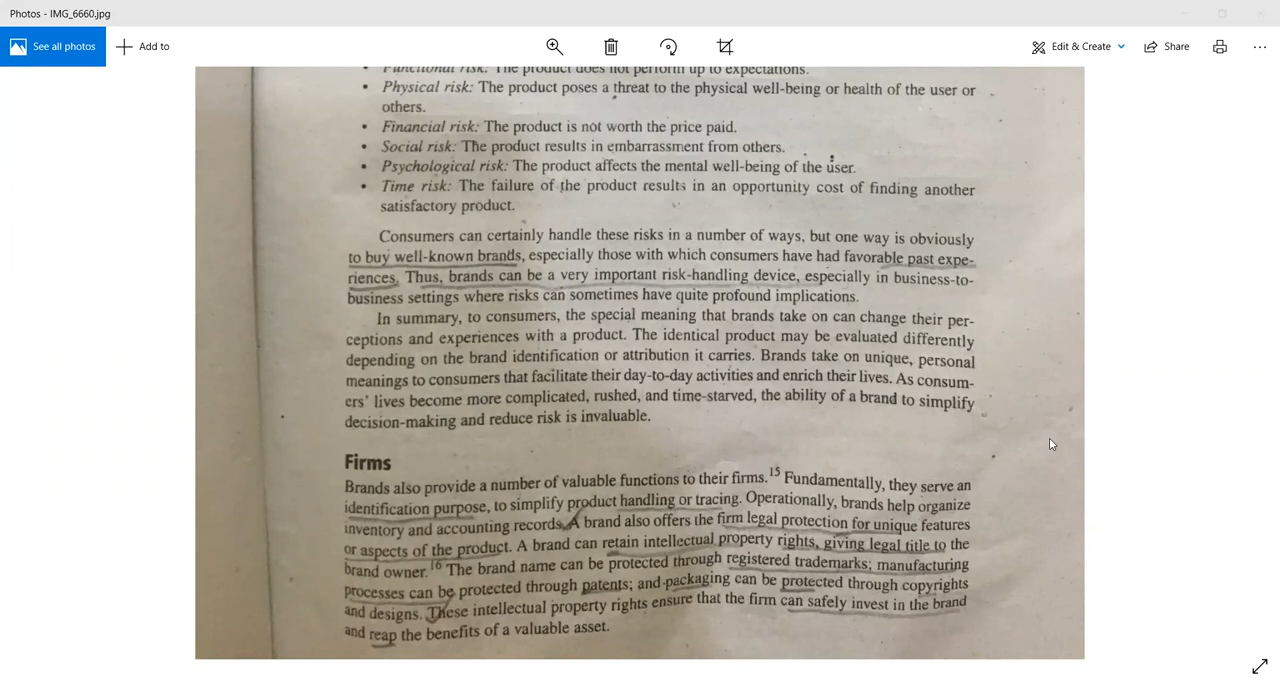 Photos - IMG_6660.jpg
See all photos
Add to
Edit & Create
Share
• Functional risk: The product does not perform up to expectations.
• Physical risk: The product poses a threat to the physical well-being or health of the user or
others.
• Financial risk: The product is not worth the price paid.
• Social risk: The product results in embarrassment from others.
• Psychological risk: The product affects the mental well-being of the user.
• Time risk: The failure of the product results in an opportunity cost of finding another
satisfactory product.
Consumers can certainly handle these risks in a number of ways, but one way is obviously
to buy well-known brands, especially those with which consumers have had favorable past expe-
riences. Thus, brands can be a very important risk-handling device, especially in business-to-
business settings where risks can sometimes have quite profound implications.
In summary, to consumers, the special meaning that brands take on can change their per-
ceptions and experiences with a product. The identical product may be evaluated differently
depending on the brand identification or attribution it carries. Brands take on unique, personal
meanings to consumers that facilitate their day-to-day activities and enrich their lives. As consum-
ers' lives become more complicated, rushed, and time-starved, the ability of a brand to simplify
decision-making and reduce risk is invaluable.
Firms
Brands also provide a number of valuable functions to their firms.15 Fundamentally, they serve an
identification purpose, to simplify product handling or tracing. Operationally, brands help organize
inventory and accounting records. A brand also offers the firm legal protection for unique features
or aspects of the product. A brand can retain intellectual property rights, giving legal title to the
brand owner.16 The brand name can be protected through registered trademarks; manufacturing
processes can be protected through patents; and packaging can be protected through copyrights
and designs. These intellectual property rights ensure that the firm can safely invest in the brand
and reap the benefits of a valuable asset.